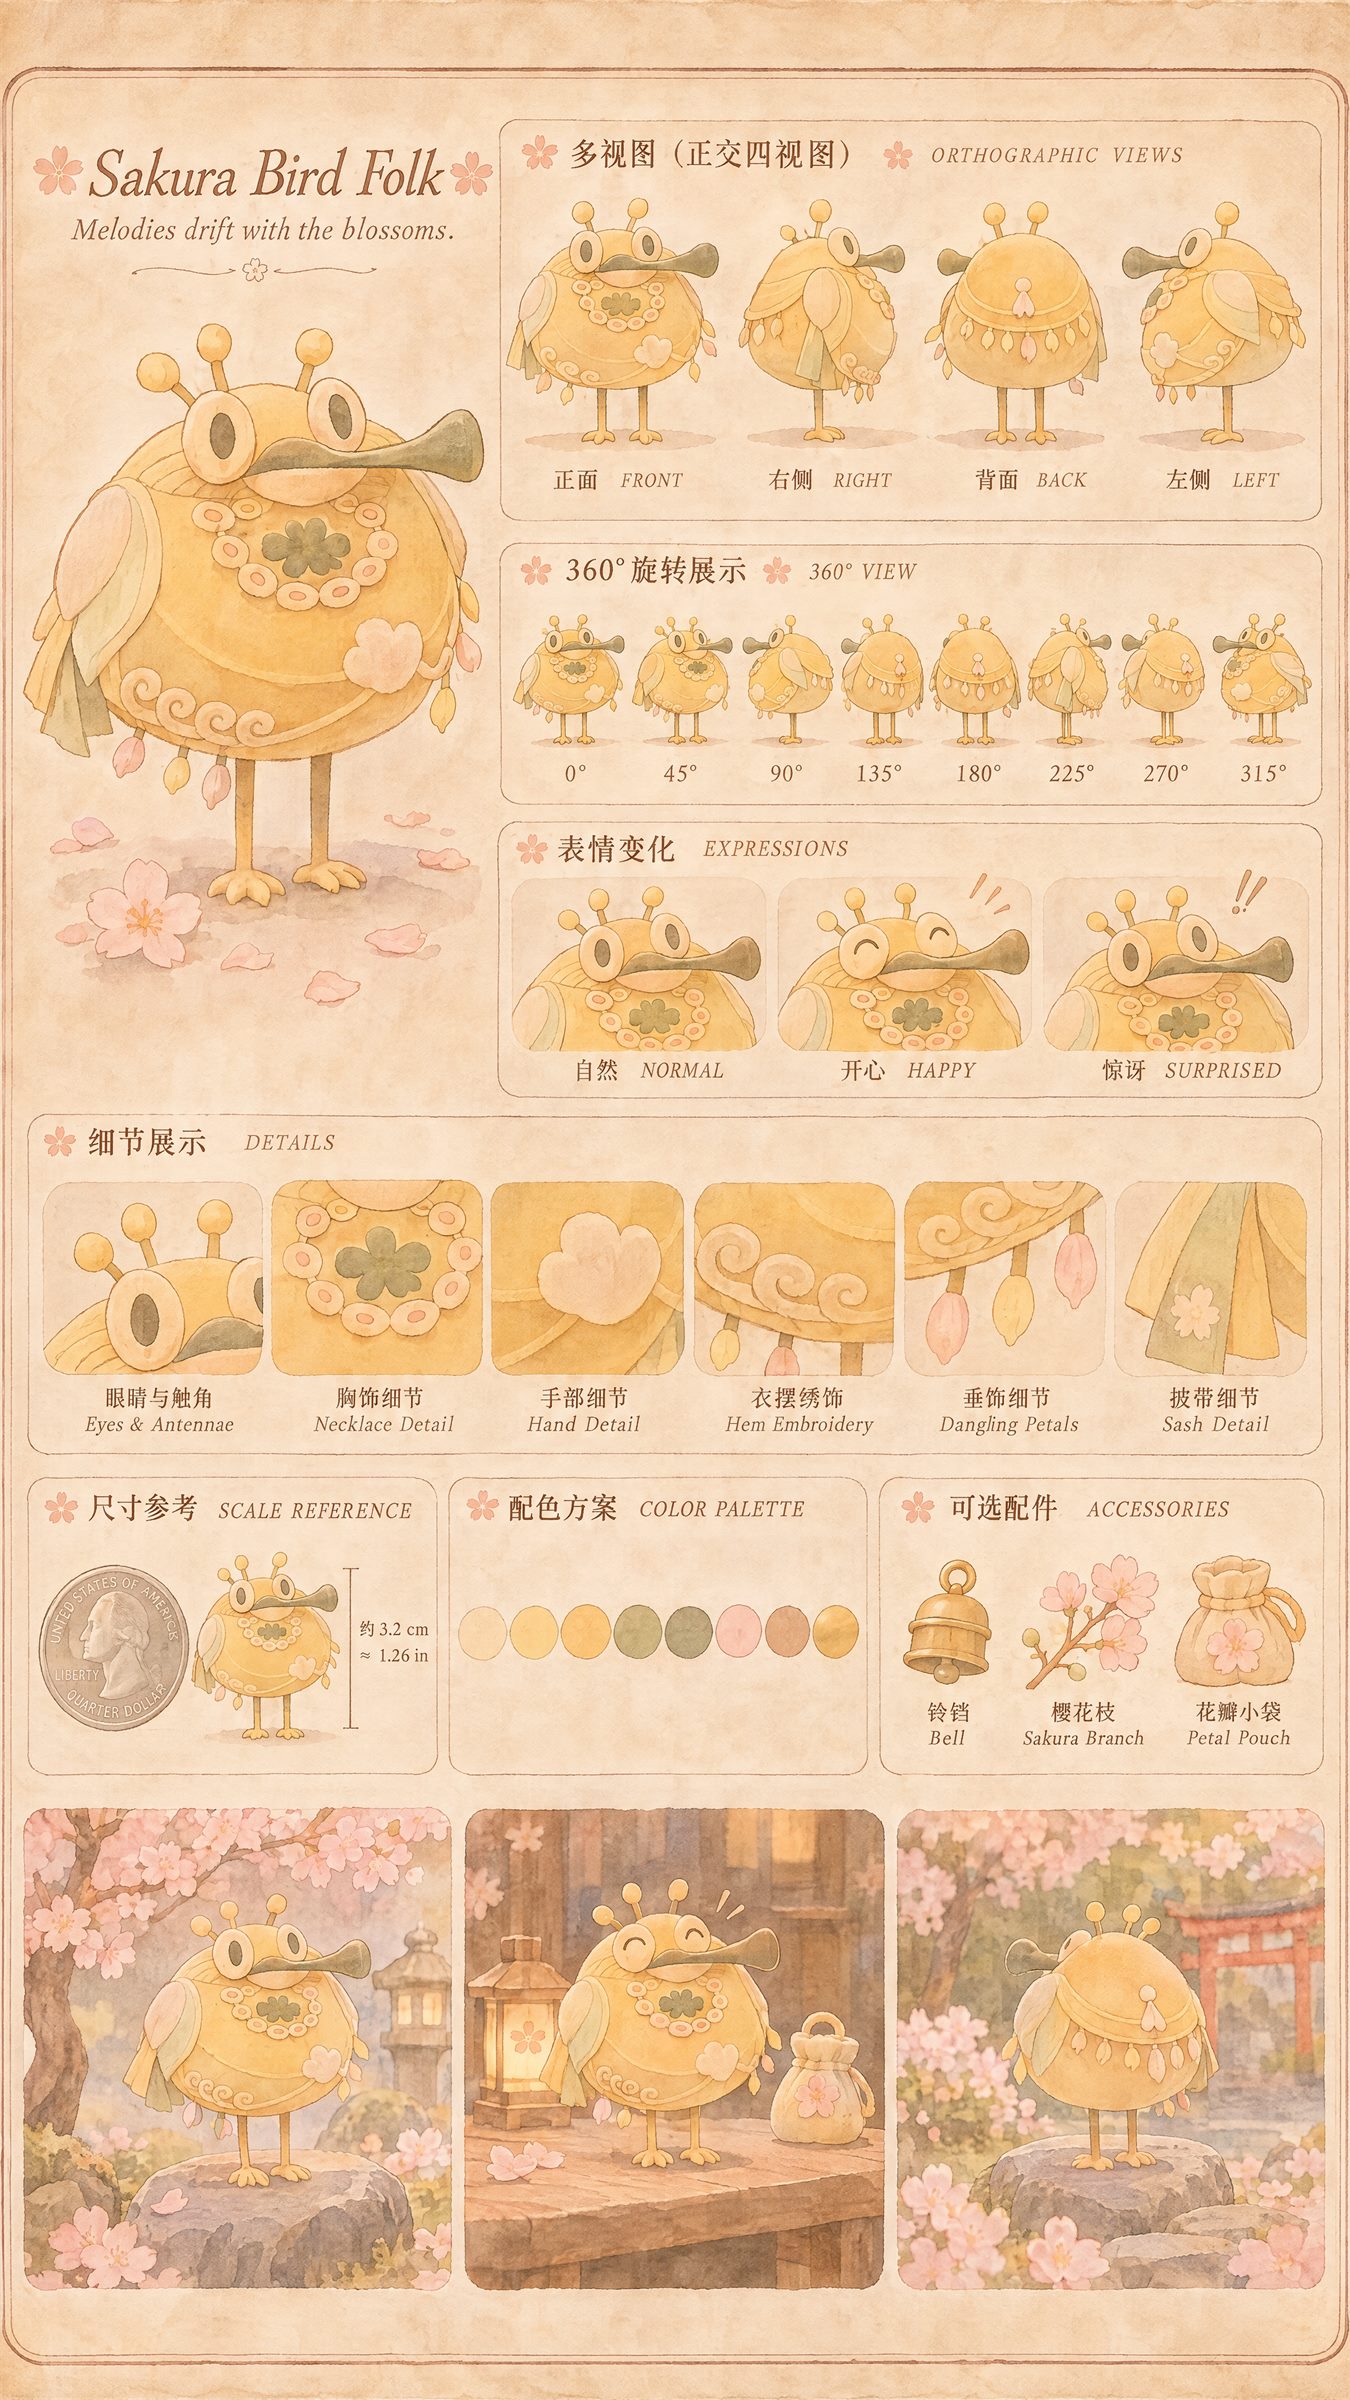 Sakura Bird Folk
Melodies drift with the blossoms.
多视图（正交四视图） ORTHOGRAPHIC VIEWS
正面 FRONT
右侧 RIGHT
背面 BACK
左侧 LEFT
360°旋转展示 360° VIEW
0°
45°
90°
135°
180°
225°
270°
315°
表情变化 EXPRESSIONS
!!
自然 NORMAL
开心 HAPPY
惊讶 SURPRISED
细节展示 DETAILS
眼睛与触角
Eyes & Antennae
胸饰细节
Necklace Detail
手部细节
Hand Detail
衣摆绣饰
Hem Embroidery
垂饰细节
Dangling Petals
披带细节
Sash Detail
尺寸参考 SCALE REFERENCE
UNITED STATES OF AMERICA
LIBERTY
QUARTER DOLLAR
约 3.2 cm
≈ 1.26 in
配色方案 COLOR PALETTE
可选配件 ACCESSORIES
铃铛
Bell
樱花枝
Sakura Branch
花瓣小袋
Petal Pouch